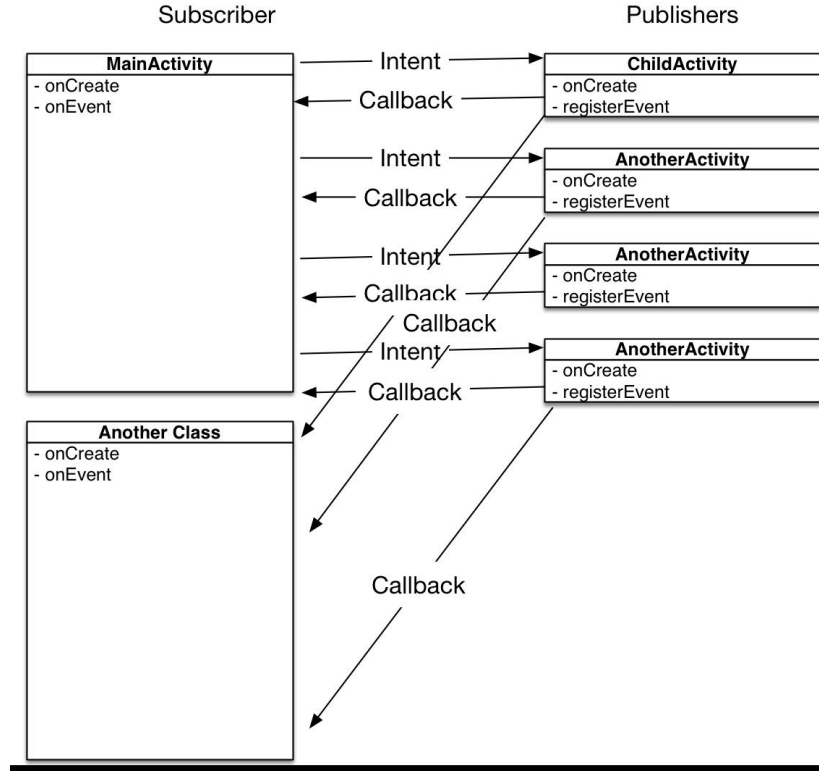 Subscriber
Publishers
MainActivity
- onCreate
- onEvent
Intent
Callback
Intent
Callback
Intent
Callback
Callback
Intent
Callback
ChildActivity
- onCreate
- registerEvent
AnotherActivity
- onCreate
- registerEvent
AnotherActivity
- onCreate
- registerEvent
AnotherActivity
- onCreate
- registerEvent
Another Class
- onCreate
- onEvent
Callback